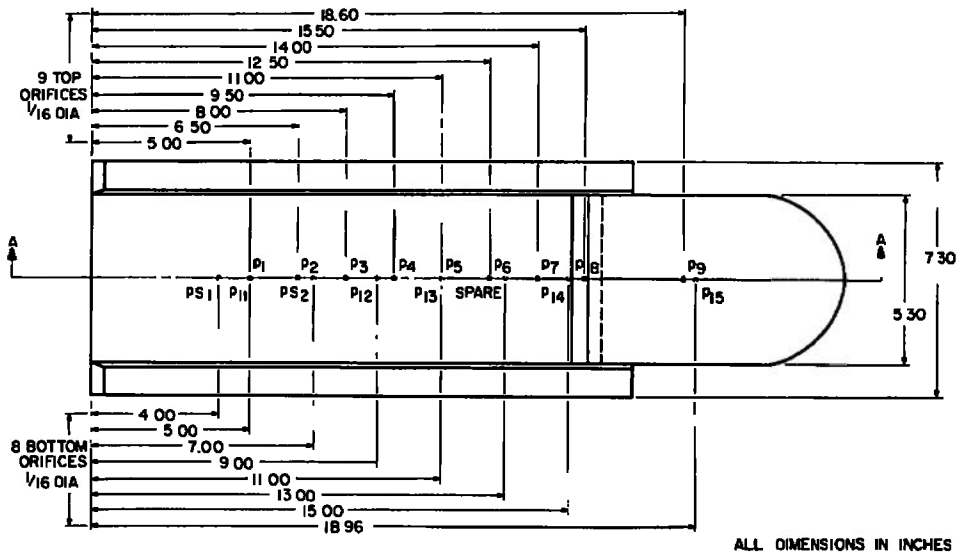 18.60
15 50
14 00
12 50
9 TOP
11 00
ORIFICES
9 50
1/16 DIA
8 00
6 50
5 00
A
A
P1 P2 P3 P4 P5 P6 P7 P8 P9
PS1 P11 PS2 P12 P13 SPARE P14 P15
7 30
5 30
4 00
5 00
8 BOTTOM
7.00
ORIFICES
9 00
1/16 DIA
11 00
13 00
15 00
18 96
ALL DIMENSIONS IN INCHES